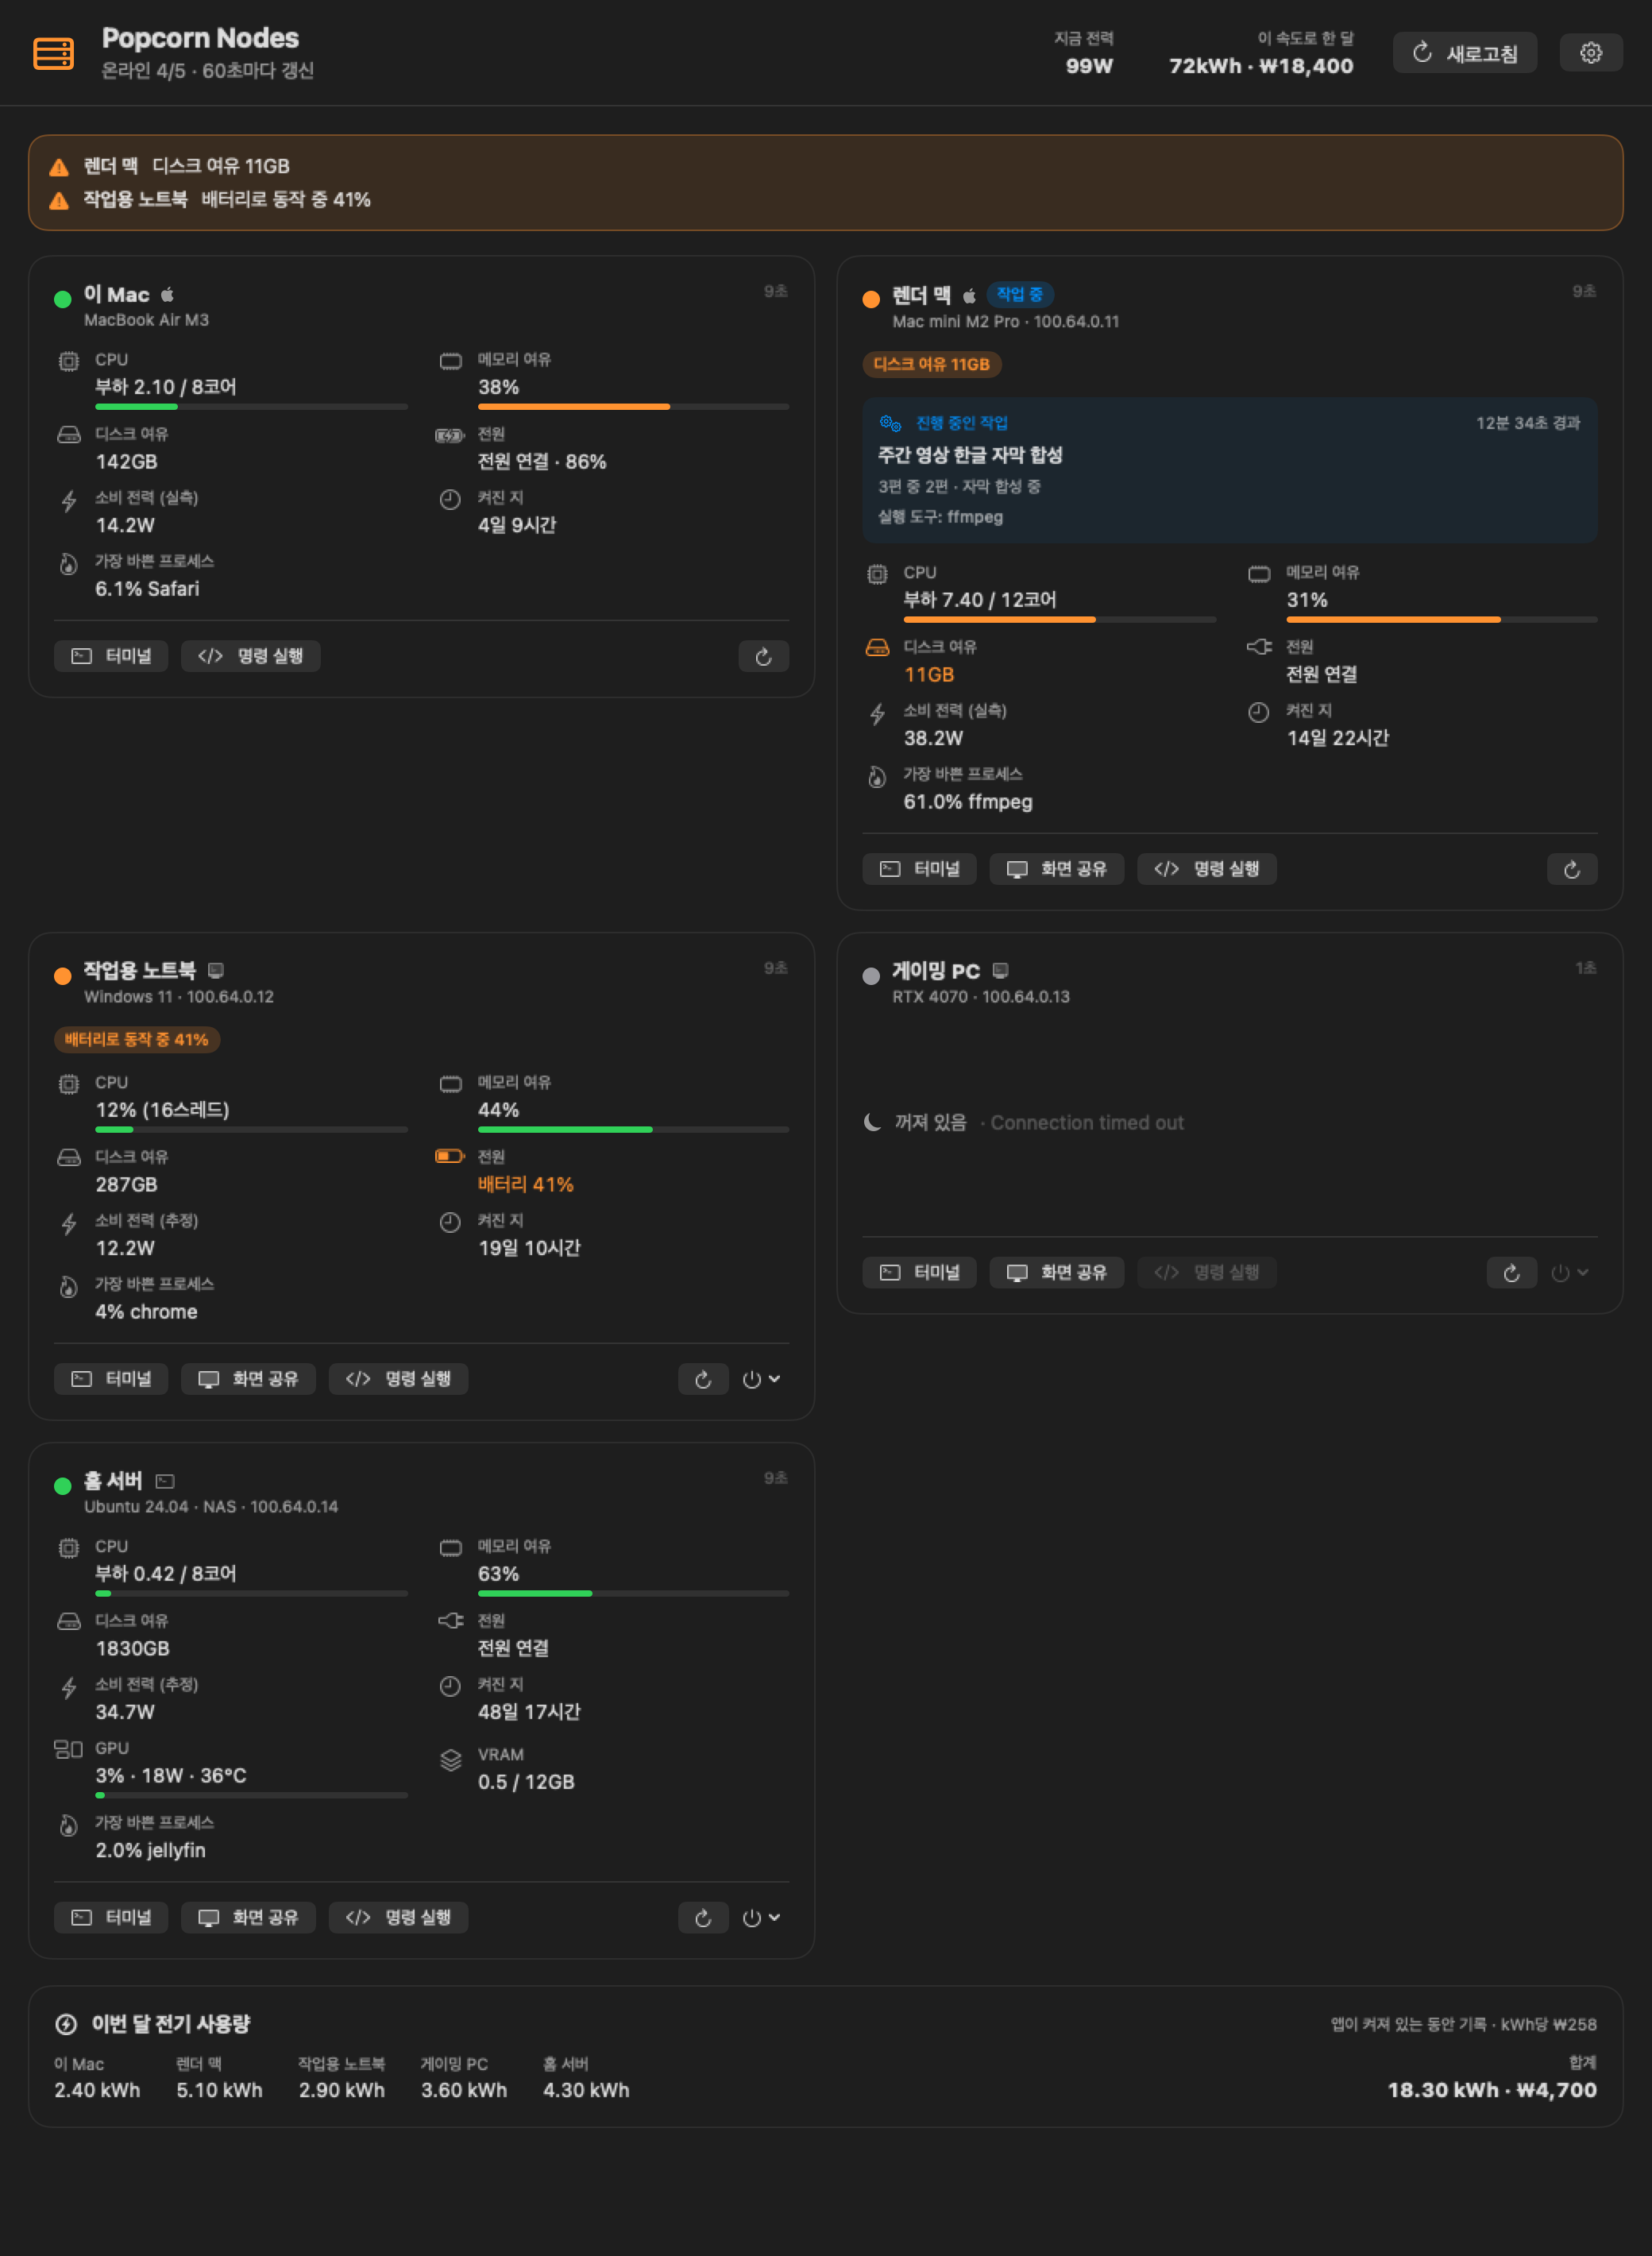 Popcorn Nodes
온라인 4/5 · 60초마다 갱신
지금 전력
99W
이 속도로 한 달
72kWh · ₩18,400
새로고침
렌더 맥 디스크 여유 11GB
작업용 노트북 배터리로 동작 중 41%
이 Mac
9초
MacBook Air M3
CPU
부하 2.10 / 8코어
메모리 여유
38%
디스크 여유
142GB
전원
전원 연결 · 86%
소비 전력 (실측)
14.2W
켜진 지
4일 9시간
가장 바쁜 프로세스
6.1% Safari
터미널
명령 실행
렌더 맥 작업 중
9초
Mac mini M2 Pro · 100.64.0.11
디스크 여유 11GB
진행 중인 작업
12분 34초 경과
주간 영상 한글 자막 합성
3편 중 2편 · 자막 합성 중
실행 도구: ffmpeg
CPU
부하 7.40 / 12코어
메모리 여유
31%
디스크 여유
11GB
전원
전원 연결
소비 전력 (실측)
38.2W
켜진 지
14일 22시간
가장 바쁜 프로세스
61.0% ffmpeg
터미널
화면 공유
명령 실행
작업용 노트북
9초
Windows 11 · 100.64.0.12
배터리로 동작 중 41%
CPU
12% (16스레드)
메모리 여유
44%
디스크 여유
287GB
전원
배터리 41%
소비 전력 (추정)
12.2W
켜진 지
19일 10시간
가장 바쁜 프로세스
4% chrome
터미널
화면 공유
명령 실행
게이밍 PC
1초
RTX 4070 · 100.64.0.13
꺼져 있음 · Connection timed out
터미널
화면 공유
명령 실행
홈 서버
9초
Ubuntu 24.04 · NAS · 100.64.0.14
CPU
부하 0.42 / 8코어
메모리 여유
63%
디스크 여유
1830GB
전원
전원 연결
소비 전력 (추정)
34.7W
켜진 지
48일 17시간
GPU
3% · 18W · 36°C
VRAM
0.5 / 12GB
가장 바쁜 프로세스
2.0% jellyfin
터미널
화면 공유
명령 실행
이번 달 전기 사용량
앱이 켜져 있는 동안 기록 · kWh당 ₩258
이 Mac
2.40 kWh
렌더 맥
5.10 kWh
작업용 노트북
2.90 kWh
게이밍 PC
3.60 kWh
홈 서버
4.30 kWh
합계
18.30 kWh · ₩4,700